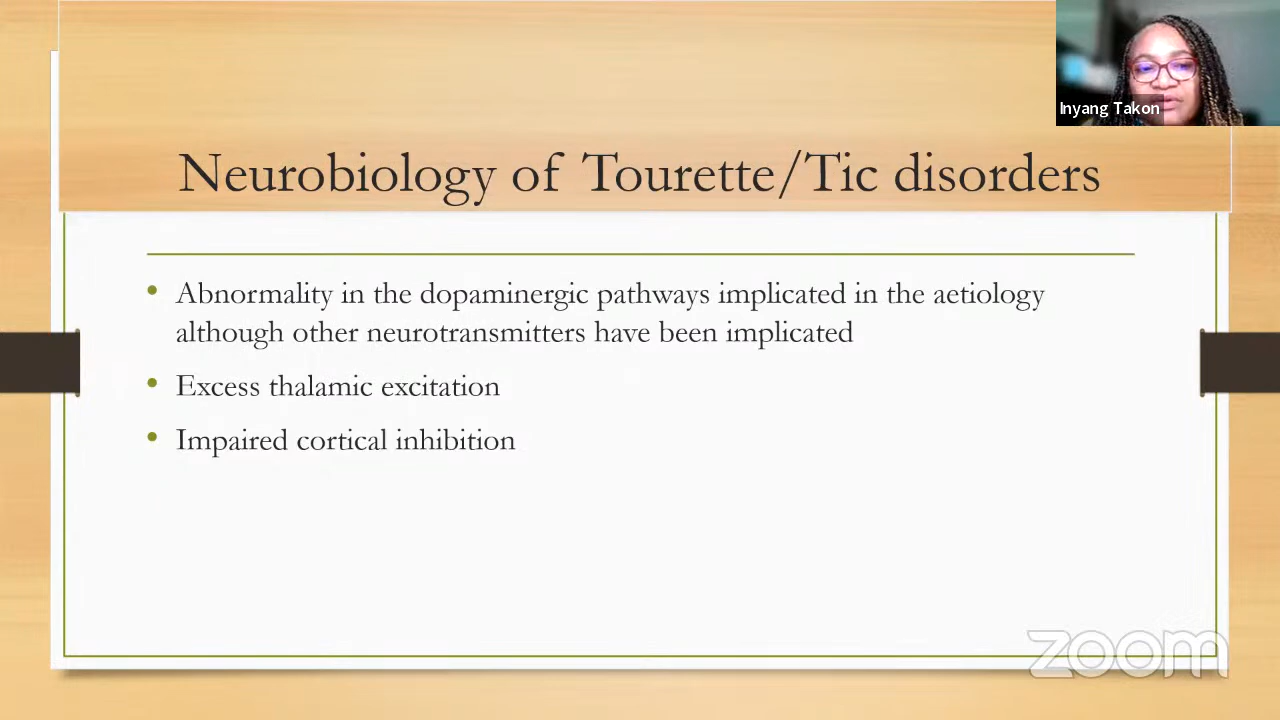 Inyang Takon
Neurobiology of Tourette/Tic disorders
• Abnormality in the dopaminergic pathways implicated in the aetiology
although other neurotransmitters have been implicated
• Excess thalamic excitation
• Impaired cortical inhibition
zoom